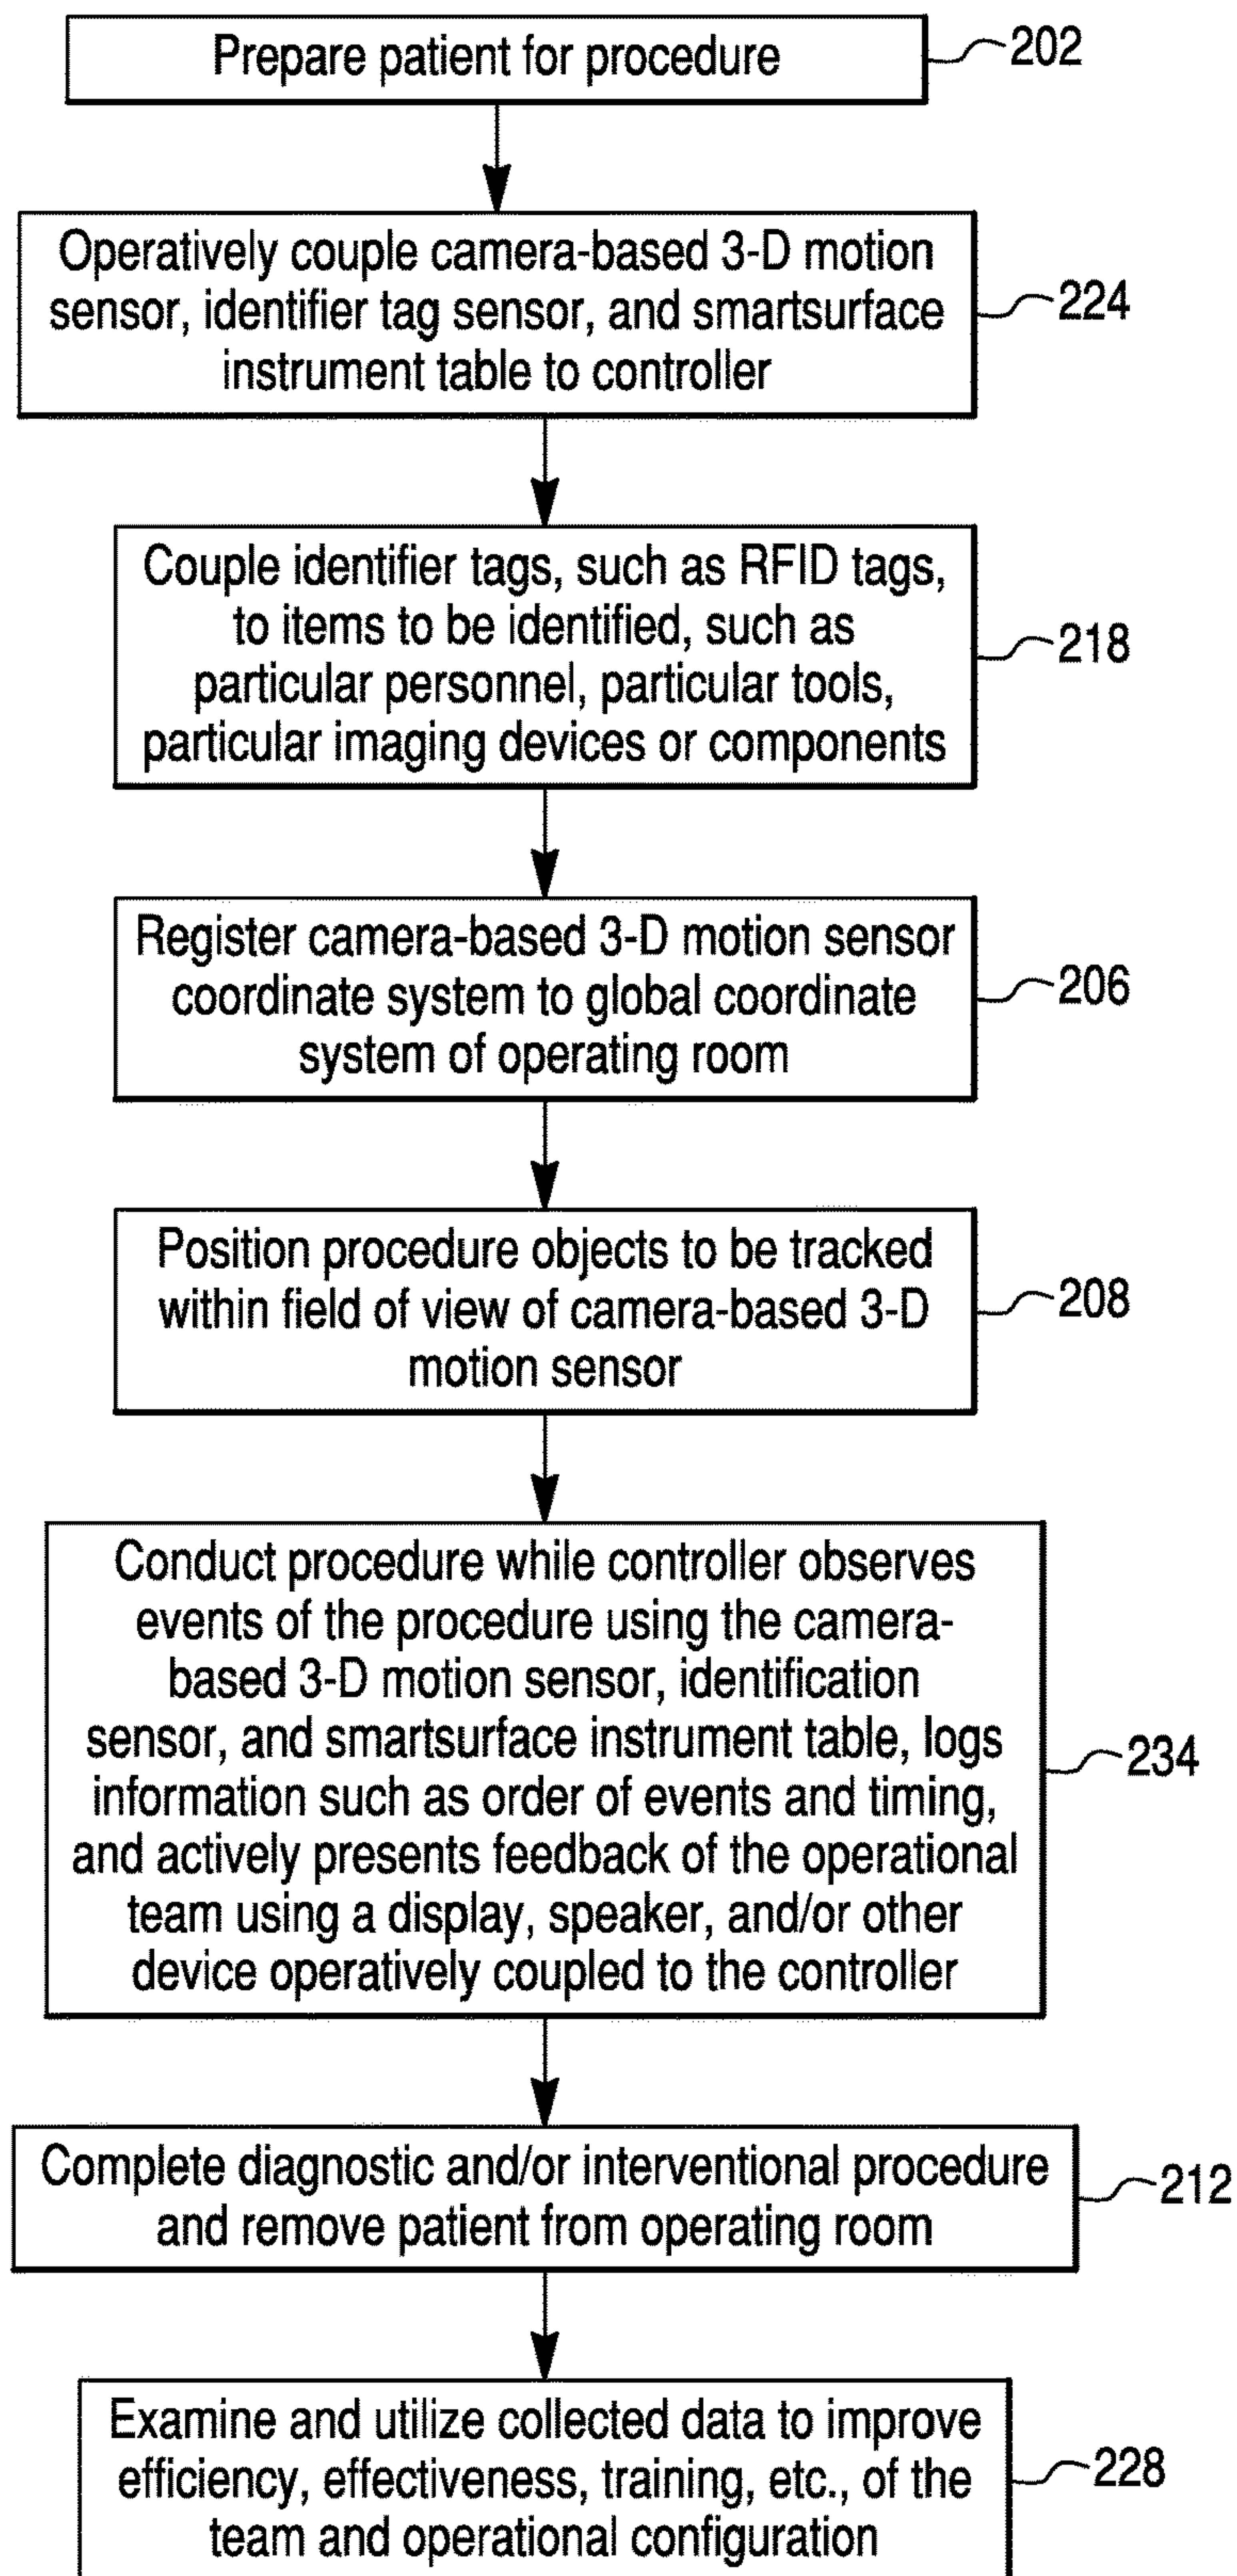 Prepare patient for procedure
202
Operatively couple camera-based 3-D motion
sensor, identifier tag sensor, and smartsurface
instrument table to controller
224
Couple identifier tags, such as RFID tags,
to items to be identified, such as
particular personnel, particular tools,
particular imaging devices or components
218
Register camera-based 3-D motion sensor
coordinate system to global coordinate
system of operating room
206
Position procedure objects to be tracked
within field of view of camera-based 3-D
motion sensor
208
Conduct procedure while controller observes
events of the procedure using the camera-
based 3-D motion sensor, identification
sensor, and smartsurface instrument table, logs
information such as order of events and timing,
and actively presents feedback of the operational
team using a display, speaker, and/or other
device operatively coupled to the controller
234
Complete diagnostic and/or interventional procedure
and remove patient from operating room
212
Examine and utilize collected data to improve
efficiency, effectiveness, training, etc., of the
team and operational configuration
228